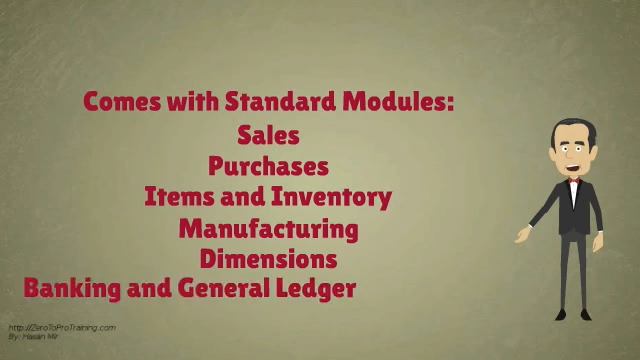 Comes with Standard Modules:
Sales
Purchases
Items and Inventory
Manufacturing
Dimensions
Banking and General Ledger
http://ZeroToProTraining.com
By: Hasan Mir